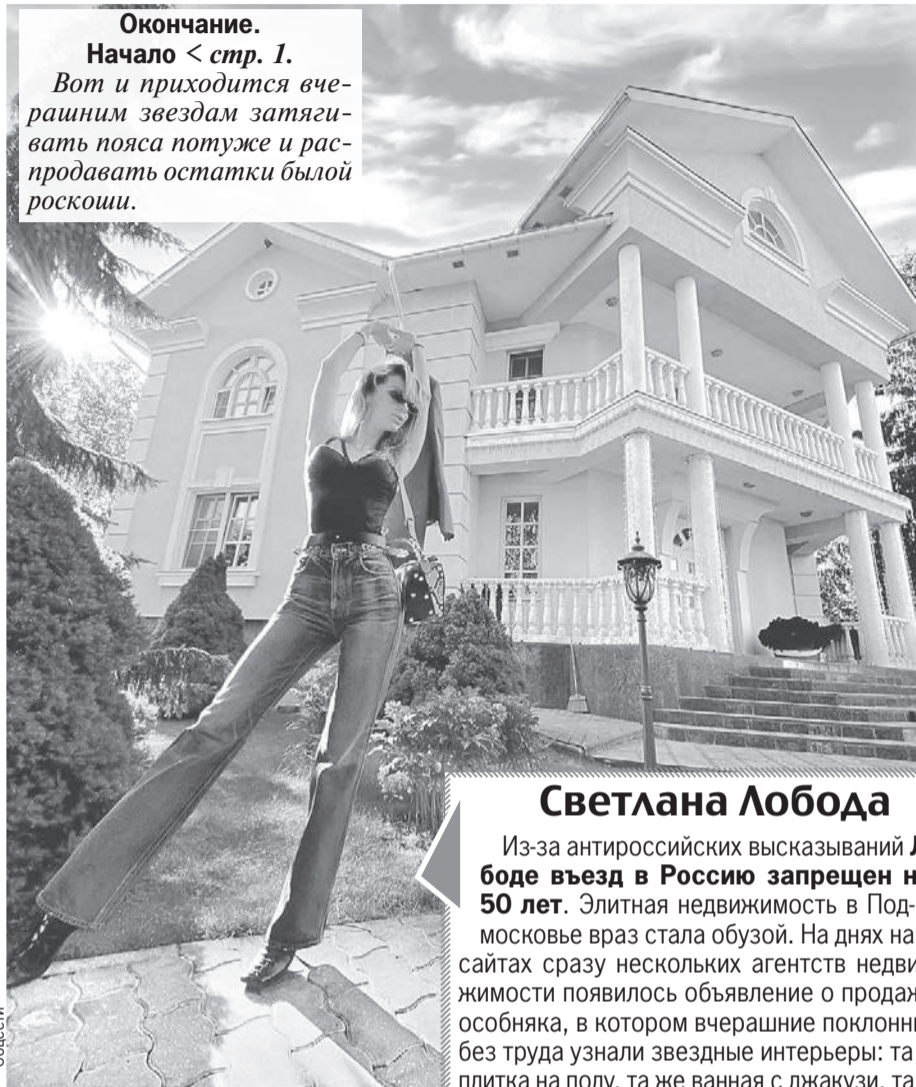 Окончание.
Начало < стр. 1.
Вот и приходится вче-
рашним звездам затяги-
вать пояса потуже и рас-
продавать остатки былой
роскоши.
Светлана Лобода
Из-за антироссийских высказываний
боде въезд в Россию запрещен
50 лет. Элитная недвижимость в Под-
московье враз стала обузой. На днях на
сайтах сразу нескольких агентств недви
жимости появилось объявление о
особняка, в котором вчерашние
без труда узнали звездные интерьеры: та
плитка на полу, та же ванная с джакузи, та